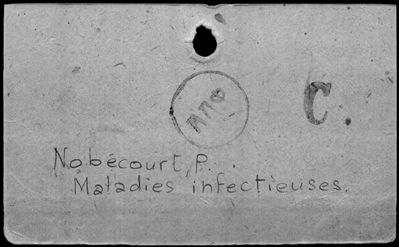 C
Nobécourt, P.
Maladies infectieuses.